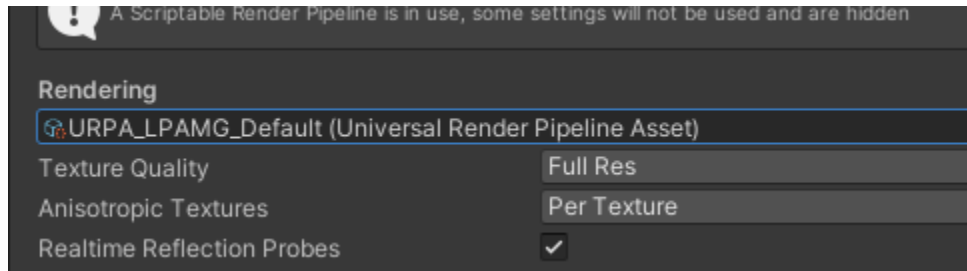 A Scriptable Render Pipeline is in use, some settings will not be used and are hidden
Rendering
URPA_LPAMG_Default (Universal Render Pipeline Asset)
Texture Quality Full Res
Anisotropic Textures Per Texture
Realtime Reflection Probes